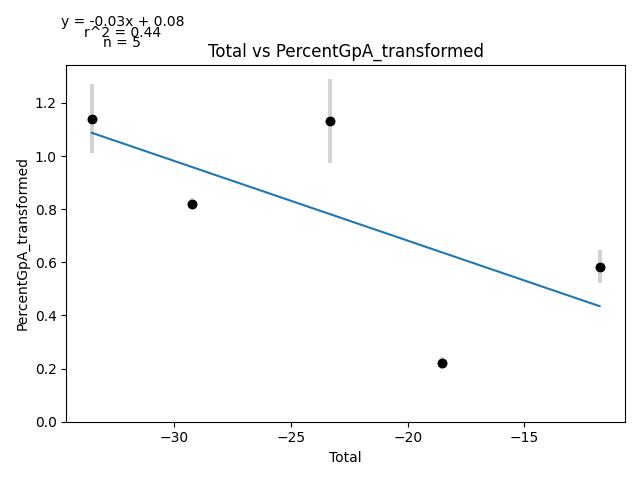 y = -0.03x + 0.08
r^2 = 0.44
n = 5
Total vs PercentGpA_transformed
PercentGpA_transformed
1.2
1.0
0.8
0.6
0.4
0.2
0.0
−30
−25
−20
−15
Total